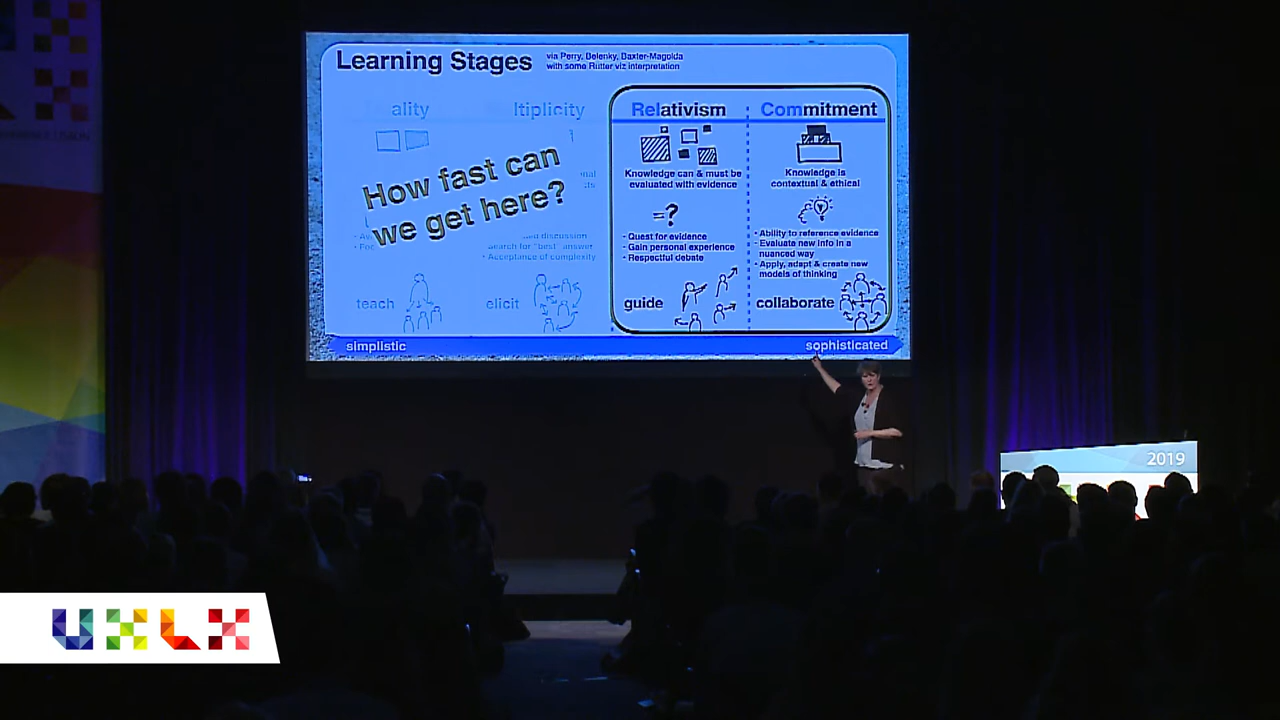 Learning Stages
via Perry, Belenky, Baxter-Magolda
with some Rutter viz interpretation
ality
ltiplicity
Relativism
Commitment
How fast can
we get here?
Knowledge can & must be
evaluated with evidence
Knowledge is
contextual & ethical
=?
• Quest for evidence
• Gain personal experience
• Respectful debate
• Ability to reference evidence
• Evaluate new info in a
nuanced way
• Apply, adapt & create new
models of thinking
discussion
search for "best" answer
• Acceptance of complexity
teach
elicit
guide
collaborate
simplistic
sophisticated
2019
UXLX